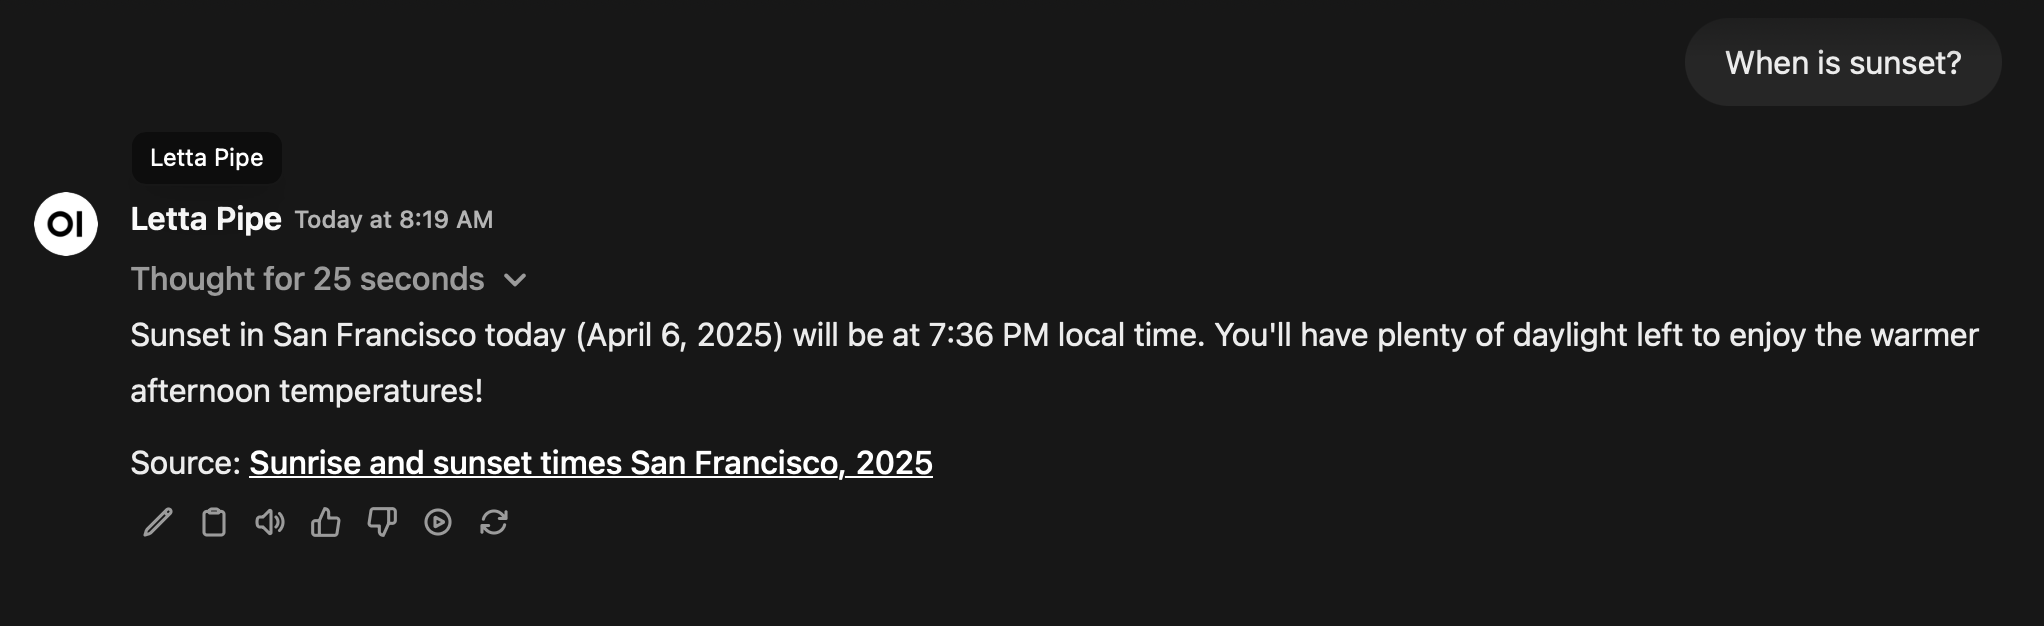 When is sunset?
Letta Pipe
OI
Letta Pipe Today at 8:19 AM
Thought for 25 seconds
Sunset in San Francisco today (April 6, 2025) will be at 7:36 PM local time. You'll have plenty of daylight left to enjoy the warmer
afternoon temperatures!
Source: Sunrise and sunset times San Francisco, 2025